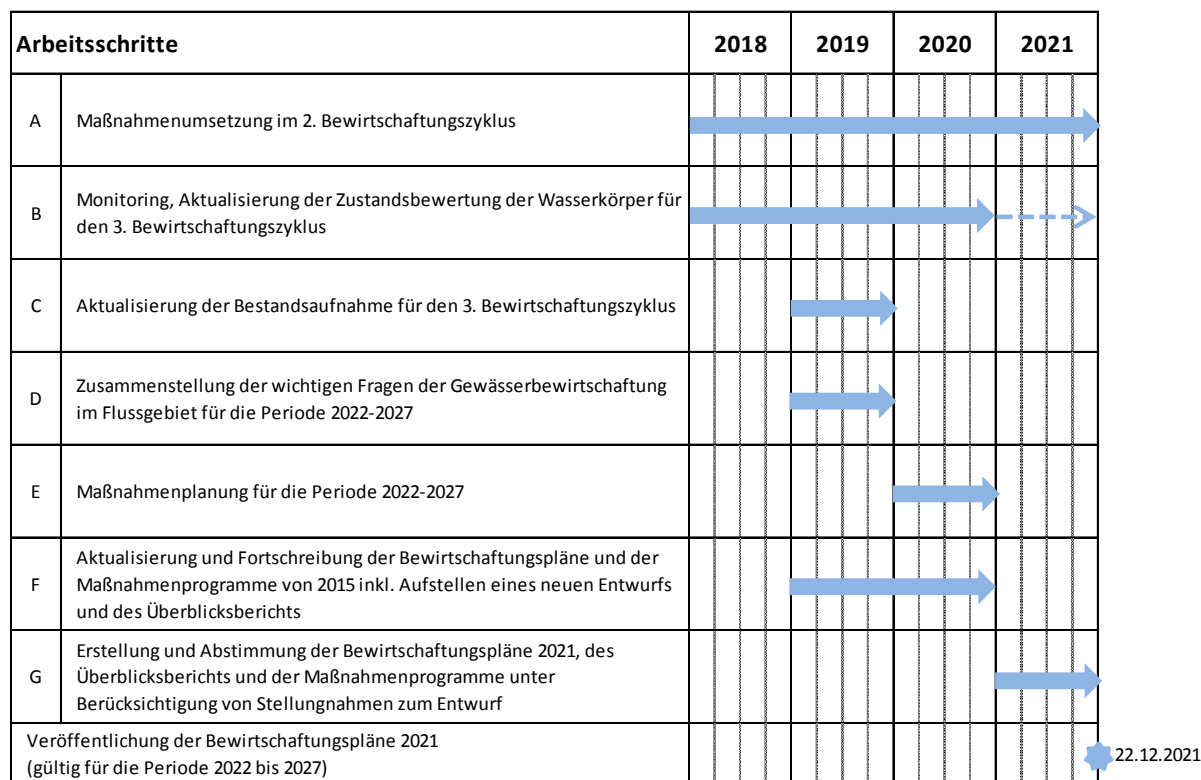 Arbeitsschritte 2018 2019 2020 2021
A Maßnahmenumsetzung im 2. Bewirtschaftungszyklus
B Monitoring, Aktualisierung der Zustandsbewertung der Wasserkörper für
den 3. Bewirtschaftungszyklus
C Aktualisierung der Bestandsaufnahme für den 3. Bewirtschaftungszyklus
D Zusammenstellung der wichtigen Fragen der Gewässerbewirtschaftung
im Flussgebiet für die Periode 2022-2027
E Maßnahmenplanung für die Periode 2022-2027
F Aktualisierung und Fortschreibung der Bewirtschaftungspläne und der
Maßnahmenprogramme von 2015 inkl. Aufstellen eines neuen Entwurfs
und des Überblicksberichts
G Erstellung und Abstimmung der Bewirtschaftungspläne 2021, des
Überblicksberichts und der Maßnahmenprogramme unter
Berücksichtigung von Stellungnahmen zum Entwurf
Veröffentlichung der Bewirtschaftungspläne 2021
(gültig für die Periode 2022 bis 2027)
22.12.2021